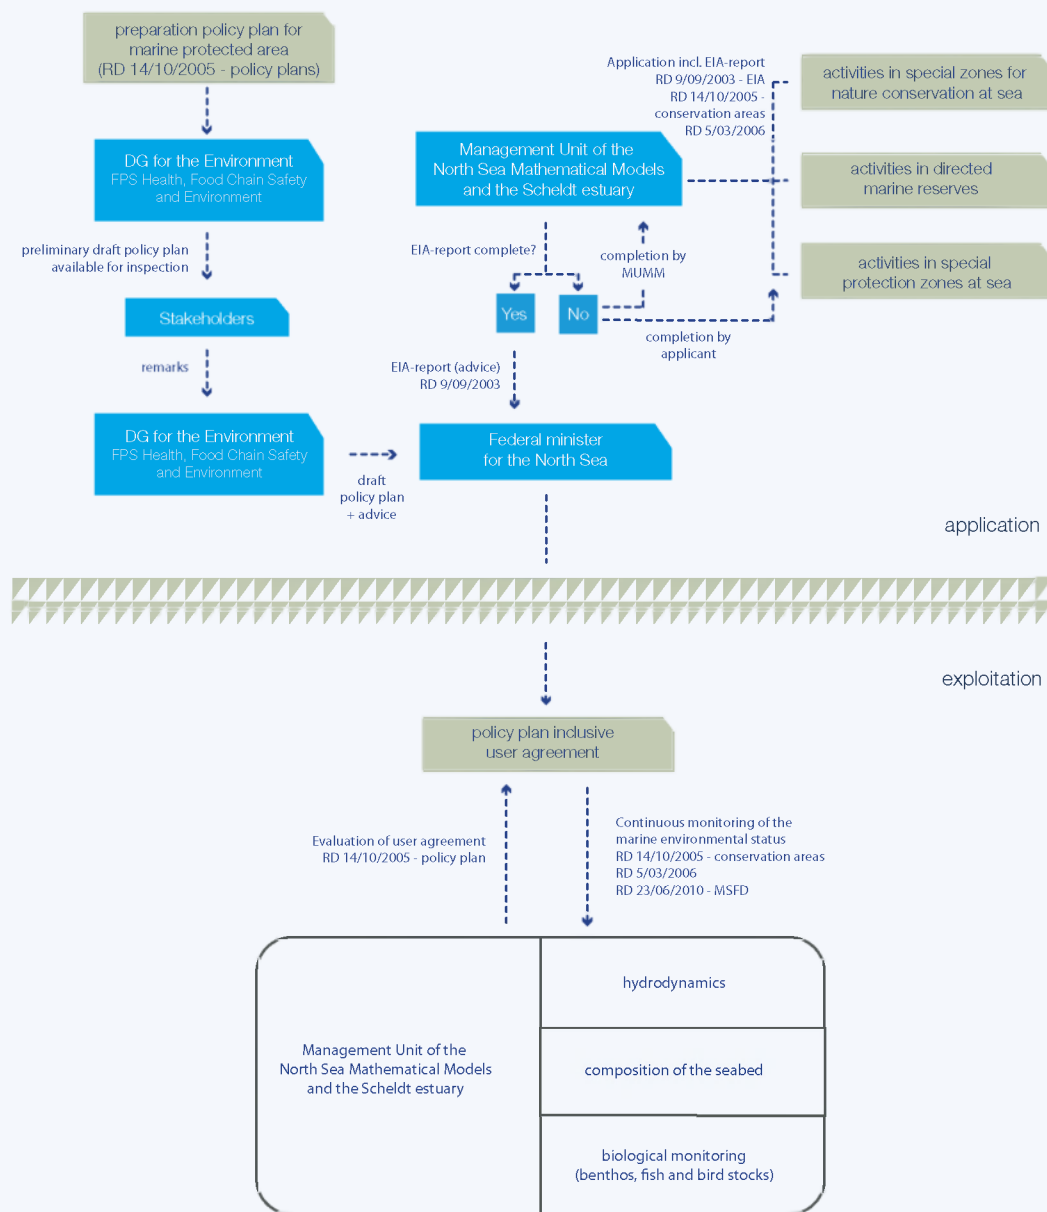 preparation policy plan for
marine protected area
(RD 14/10/2005 - policy plans)
DG for the Environment
FPS Health, Food Chain Safety
and Environment
preliminary draft policy plan
available for inspection
Stakeholders
remarks
DG for the Environment
FPS Health, Food Chain Safety
and Environment
draft
policy plan
+ advice
Application incl. EIA-report
RD 9/09/2003 - EIA
RD 14/10/2005 -
conservation areas
RD 5/03/2006
activities in special zones for
nature conservation at sea
activities in directed
marine reserves
activities in special
protection zones at sea
Management Unit of the
North Sea Mathematical Models
and the Scheldt estuary
EIA-report complete?
completion by
MUMM
Yes
No
completion by
applicant
EIA-report (advice)
RD 9/09/2003
Federal minister
for the North Sea
application
exploitation
policy plan inclusive
user agreement
Evaluation of user agreement
RD 14/10/2005 - policy plan
Continuous monitoring of the
marine environmental status
RD 14/10/2005 - conservation areas
RD 5/03/2006
RD 23/06/2010 - MSFD
Management Unit of the
North Sea Mathematical Models
and the Scheldt estuary
hydrodynamics
composition of the seabed
biological monitoring
(benthos, fish and bird stocks)